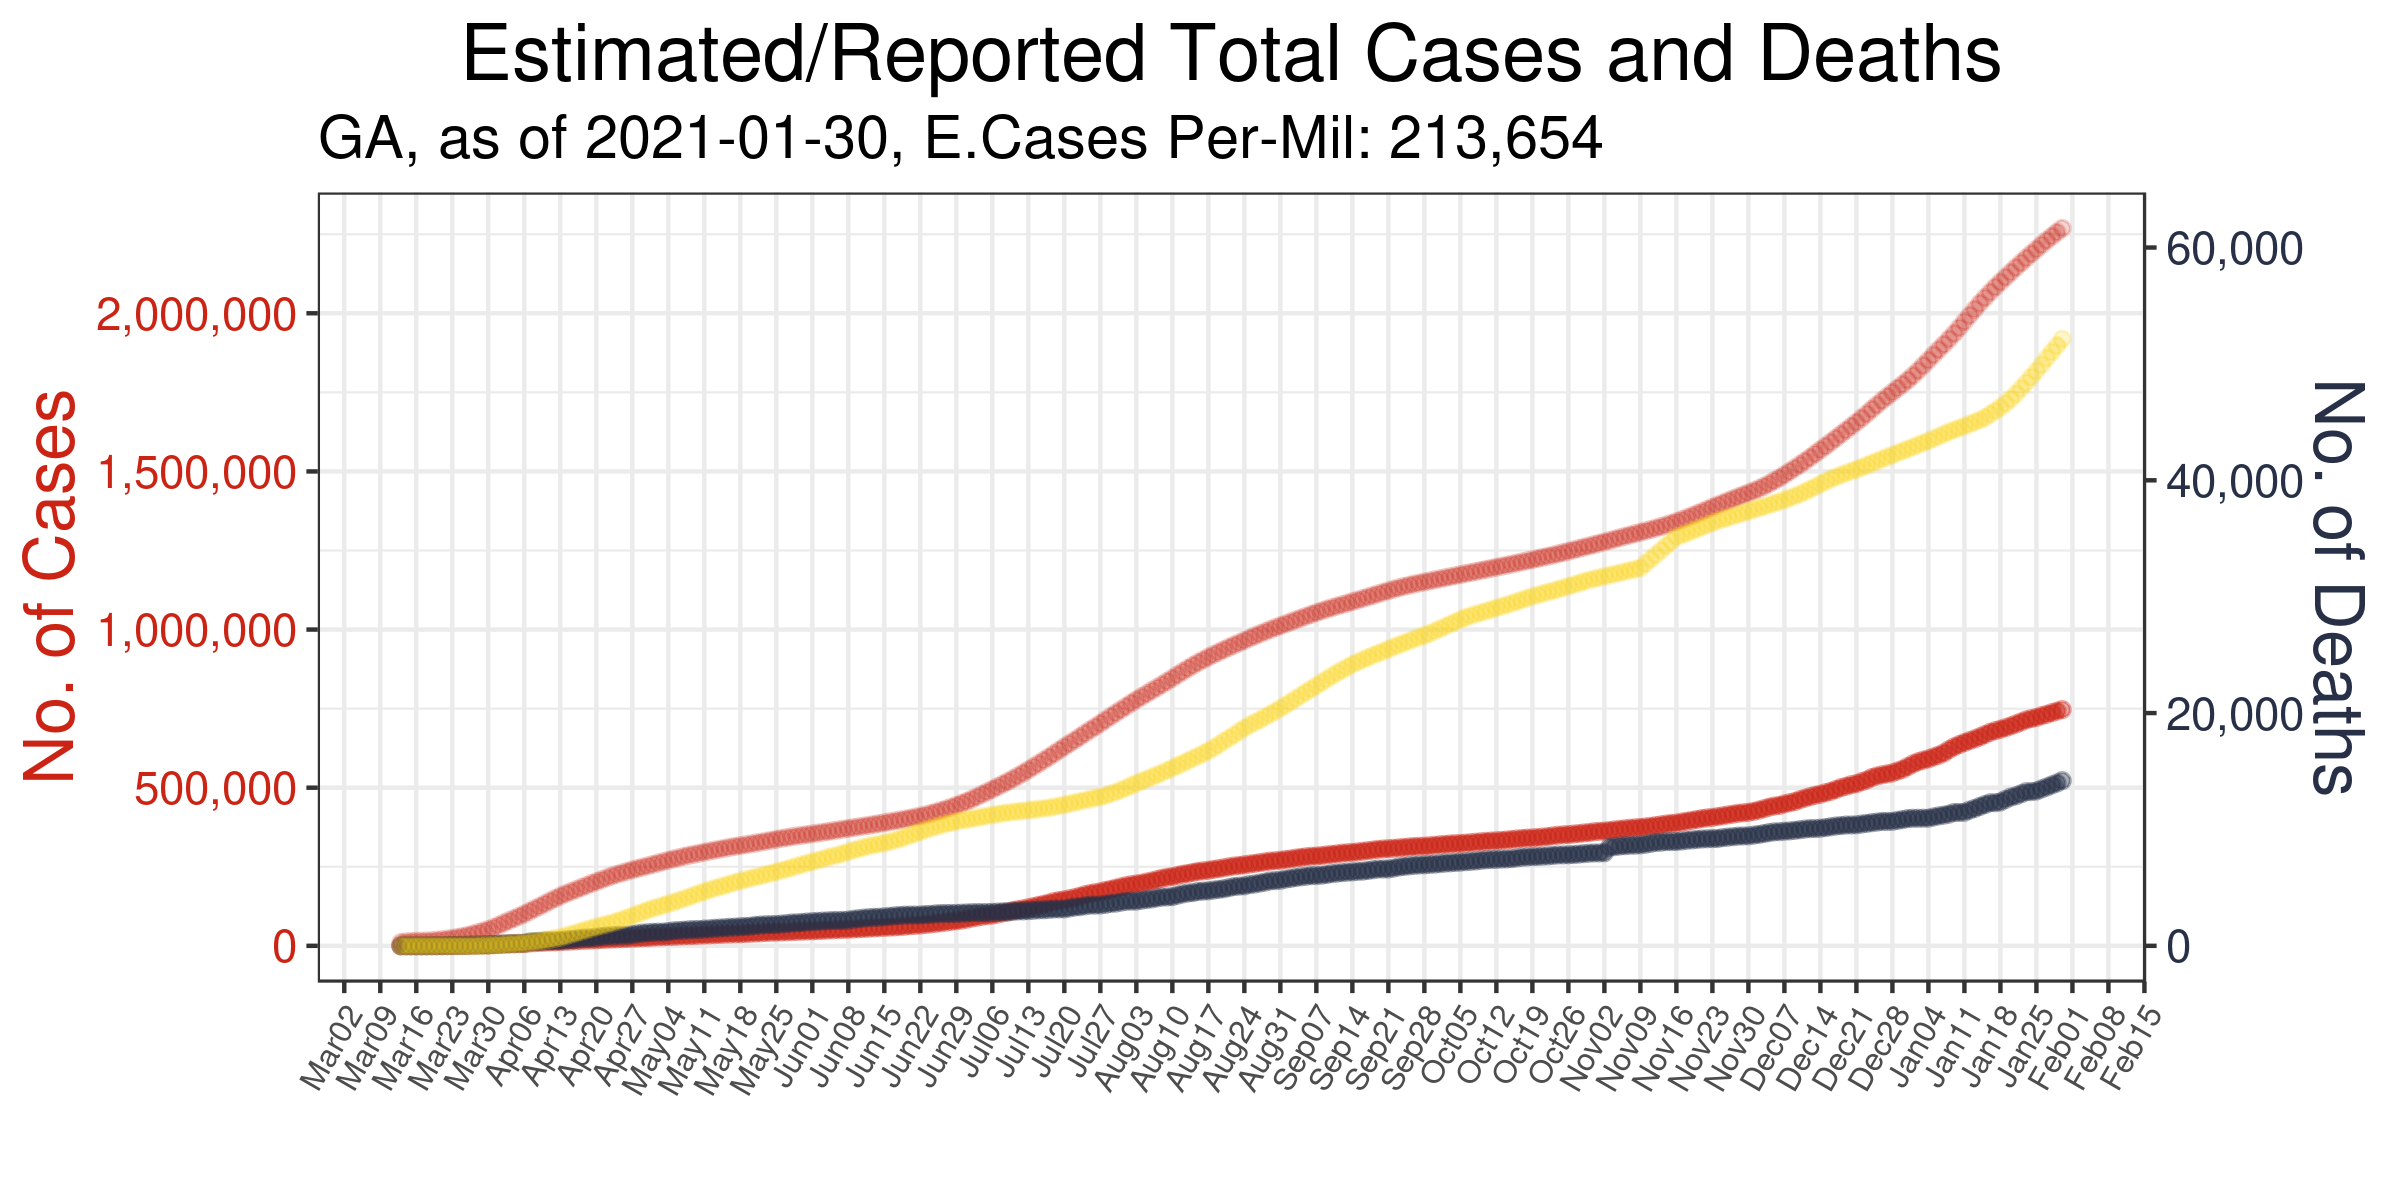 Estimated/Reported Total Cases and Deaths
GA, as of 2021-01-30, E.Cases Per-Mil: 213,654
No. of Cases
2,000,000
1,500,000
1,000,000
500,000
0
60,000
40,000
20,000
0
No. of Deaths
Mar02
Mar09
Mar16
Mar23
Mar30
Apr06
Apr13
Apr20
Apr27
May04
May11
May18
May25
Jun01
Jun08
Jun15
Jun22
Jun29
Jul06
Jul13
Jul20
Jul27
Aug03
Aug10
Aug17
Aug24
Aug31
Sep07
Sep14
Sep21
Sep28
Oct05
Oct12
Oct19
Oct26
Nov02
Nov09
Nov16
Nov23
Nov30
Dec07
Dec14
Dec21
Dec28
Jan04
Jan11
Jan18
Jan25
Feb01
Feb08
Feb15